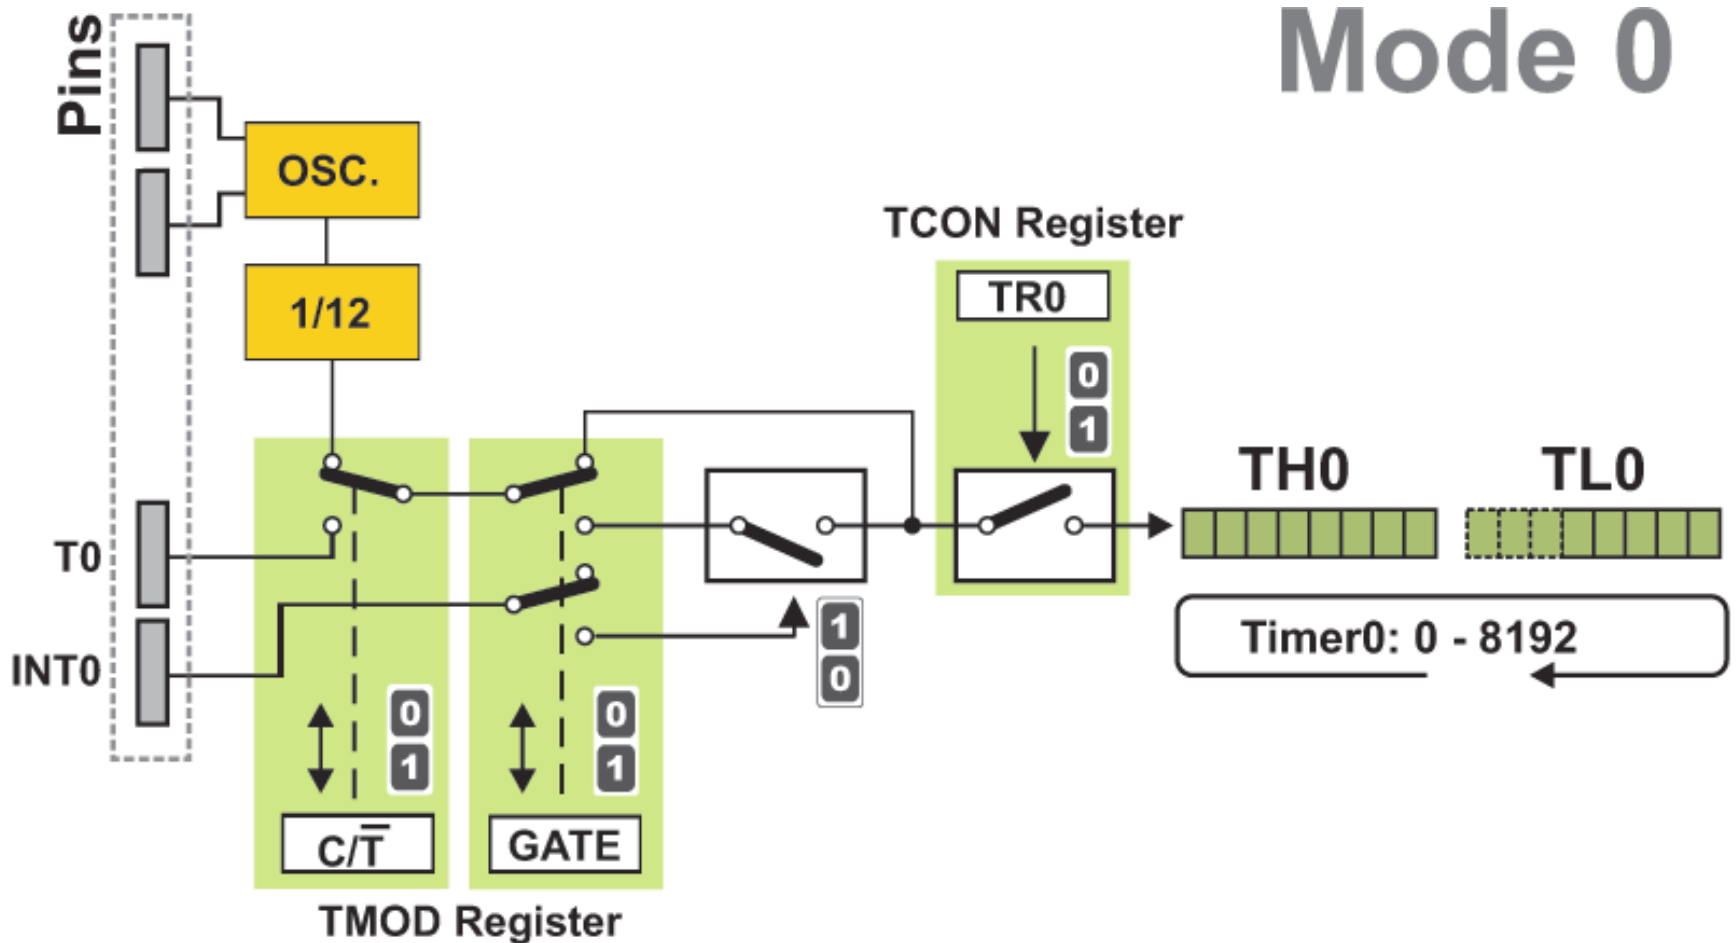 Mode 0
Pins
OSC.
1/12
TCON Register
TR0
0
1
TH0
TL0
T0
INT0
1
0
Timer0: 0 - 8192
0
1
0
1
C/T̅
GATE
TMOD Register